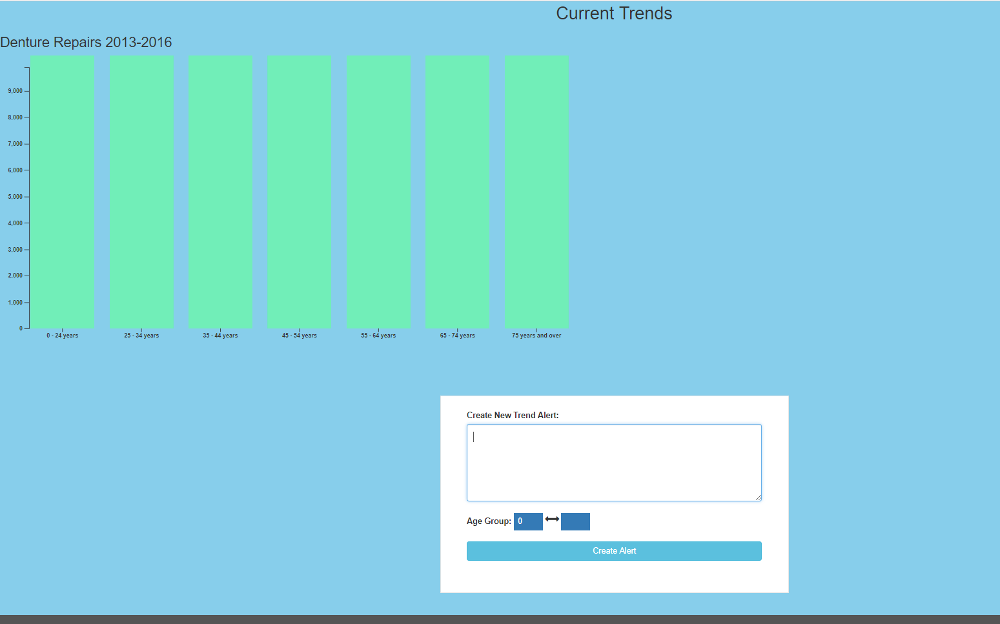 Current Trends
Denture Repairs 2013-2016
9,000
8,000
7,000
6,000
5,000
4,000
3,000
2,000
1,000
0
0 - 24 years 25 - 34 years 35 - 44 years 45 - 54 years 55 - 64 years 65 - 74 years 75 years and over
Create New Trend Alert:
Age Group: 0
Create Alert